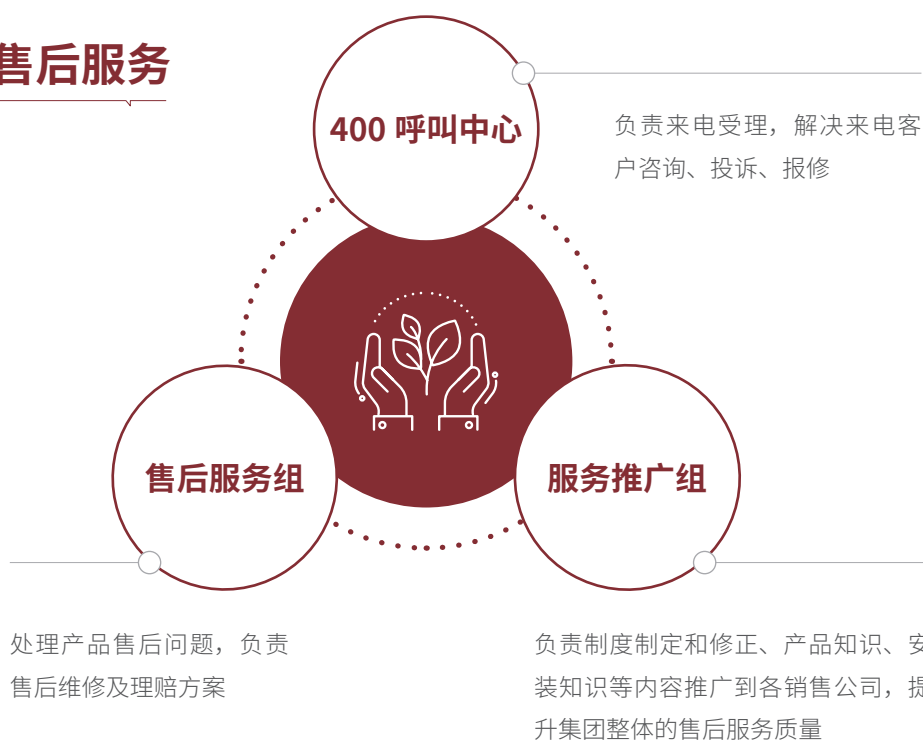 售后服务
400 呼叫中心
负责来电受理，解决来电客
户咨询、投诉、报修
售后服务组
服务推广组
处理产品售后问题，负责
售后维修及理赔方案
负责制度制定和修正、产品知识、安
装知识等内容推广到各销售公司，提
升集团整体的售后服务质量